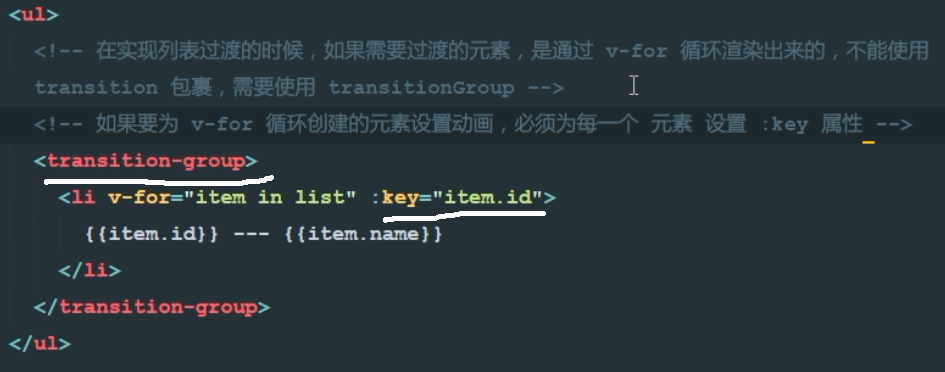 <ul>
<!-- 在实现列表过渡的时候，如果需要过渡的元素，是通过 v-for 循环渲染出来的，不能使用
transition 包裹，需要使用 transitionGroup -->
<!-- 如果要为 v-for 循环创建的元素设置动画，必须为每一个 元素 设置 :key 属性 -->
<transition-group>
<li v-for="item in list" :key="item.id">
{{item.id}} --- {{item.name}}
</li>
</transition-group>
</ul>